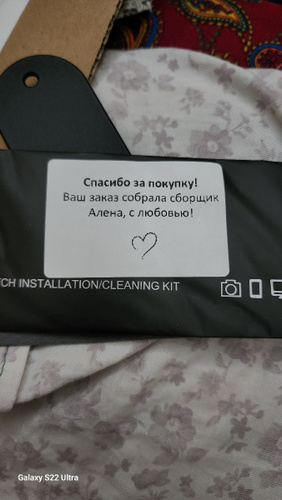 Спасибо за покупку!
Ваш заказ собрала сборщик
Алена, с любовью!
CH INSTALLATION/CLEANING KIT
Galaxy S22 Ultra